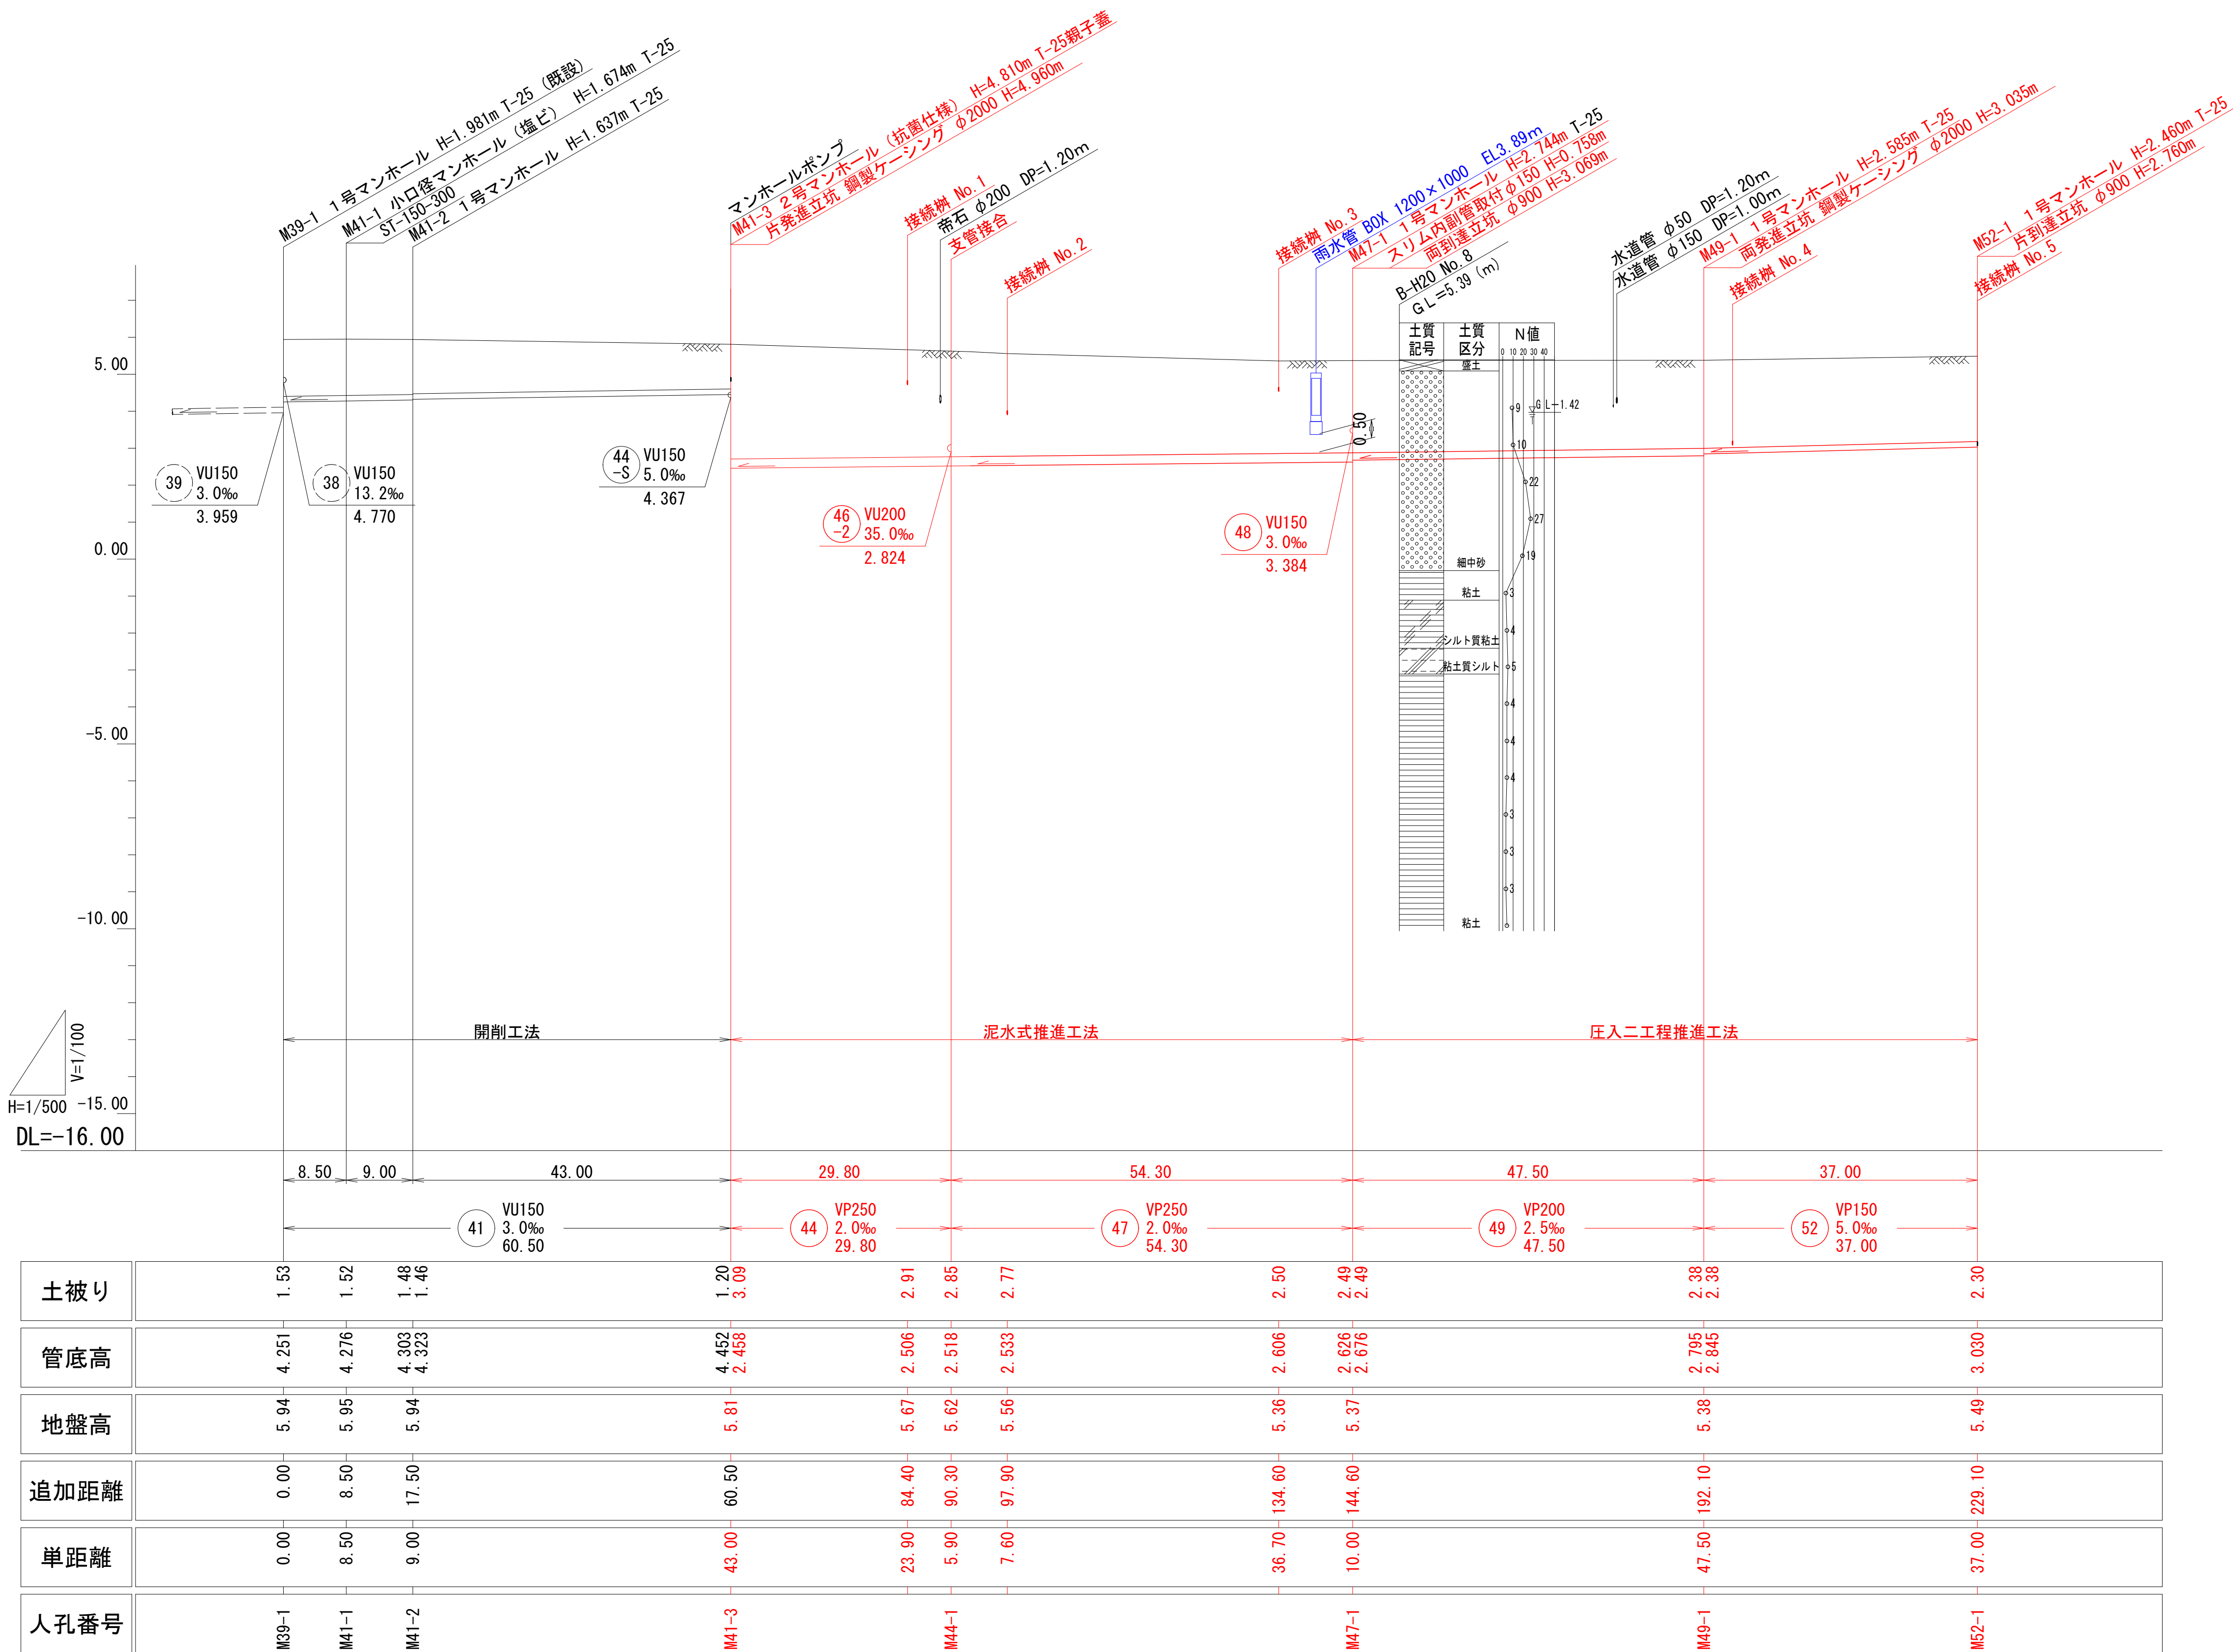 M39-1 1号マンホール H=1.981m T-25 (既設)
M41-1 小口径マンホール (塩ビ) H=1.674m T-25
ST-150-300
M41-2 1号マンホール H=1.637m T-25
マンホールポンプ
M41-3 2号マンホール (抗菌仕様) H=4.810m T-25親子蓋
片発進立坑 鋼製ケーシング φ2000 H=4.960m
接続桝 No.1
帝石 φ200 DP=1.20m
支管接合
接続桝 No.2
接続桝 No.3
雨水管 BOX 1200×1000 EL3.89m
M47-1 1号マンホール H=2.744m T-25
スリム内副管取付φ150 H=0.758m
両到達立坑 φ900 H=3.069m
B-H20 No.8
GL=5.39 (m)
水道管 φ50 DP=1.20m
水道管 φ150 DP=1.00m
M49-1 1号マンホール H=2.585m T-25
両発進立坑 鋼製ケーシング φ2000 H=3.035m
接続桝 No.4
M52-1 1号マンホール H=2.460m T-25
片到達立坑 φ900 H=2.760m
接続桝 No.5
土質記号 土質区分 N値
0 10 20 30 40
盛土
9
GL-1.42
10
22
27
19
細中砂
3
粘土
4
シルト質粘土
5
粘土質シルト
4
4
4
3
3
3
粘土
5.00
0.00
-5.00
-10.00
-15.00
DL=-16.00
V=1/100
H=1/500
39 VU150
3.0‰
3.959
38 VU150
13.2‰
4.770
44-S VU150
5.0‰
4.367
46-2 VU200
35.0‰
2.824
48 VU150
3.0‰
3.384
0.50
開削工法 泥水式推進工法 圧入二工程推進工法
8.50 9.00 43.00 29.80 54.30 47.50 37.00
41 VU150
3.0‰
60.50
44 VP250
2.0‰
29.80
47 VP250
2.0‰
54.30
49 VP200
2.5‰
47.50
52 VP150
5.0‰
37.00
土被り 1.53 1.52 1.48 1.46 1.20 3.09 2.91 2.85 2.77 2.50 2.49 2.49 2.38 2.38 2.30
管底高 4.251 4.276 4.303 4.323 4.452 2.458 2.506 2.518 2.533 2.606 2.626 2.676 2.795 2.845 3.030
地盤高 5.94 5.95 5.94 5.81 5.67 5.62 5.56 5.36 5.37 5.38 5.49
追加距離 0.00 8.50 17.50 60.50 84.40 90.30 97.90 134.60 144.60 192.10 229.10
単距離 0.00 8.50 9.00 43.00 23.90 5.90 7.60 36.70 10.00 47.50 37.00
人孔番号 M39-1 M41-1 M41-2 M41-3 M44-1 M47-1 M49-1 M52-1